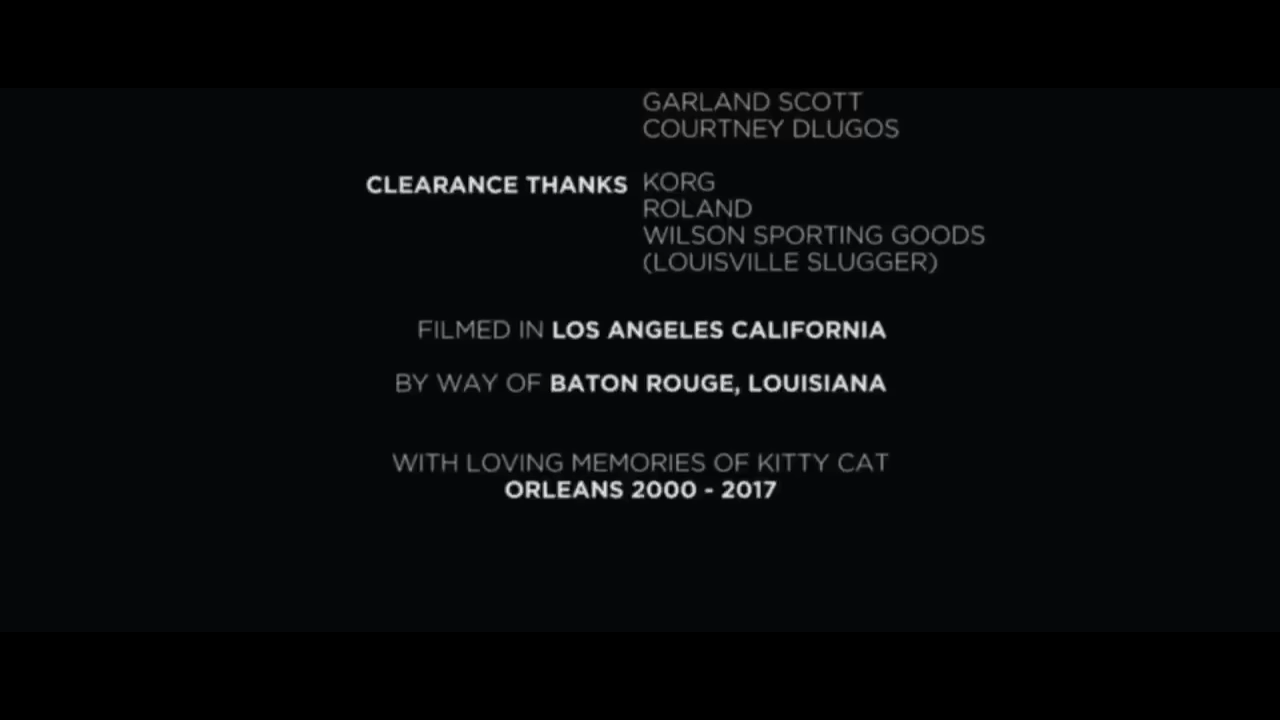 GARLAND SCOTT
COURTNEY DLUGOS
CLEARANCE THANKS KORG
ROLAND
WILSON SPORTING GOODS
(LOUISVILLE SLUGGER)
FILMED IN LOS ANGELES CALIFORNIA
BY WAY OF BATON ROUGE, LOUISIANA
WITH LOVING MEMORIES OF KITTY CAT
ORLEANS 2000 - 2017